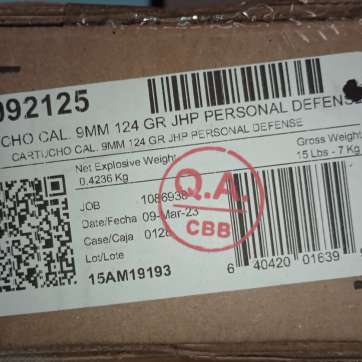 092125
CHO CAL. 9MM 124 GR JHP PERSONAL DEFENSE
CARTUCHO CAL. 9MM 124 GR JHP PERSONAL DEFENSE
Net Explosive Weight
0.4236 Kg
Gross Weight
15 Lbs - 7 Kg
JOB
Date/Fecha 09-Mar-23
Case/Caja
Lot/Lote
15AM19193
Q.A.
CBB
6 40420 01639